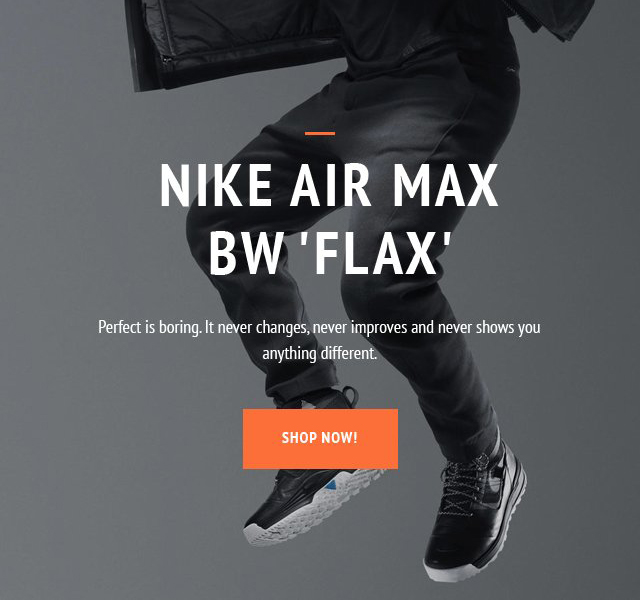 NIKE AIR MAX
BW 'FLAX'
Perfect is boring. It never changes, never improves and never shows you
anything different.
SHOP NOW!